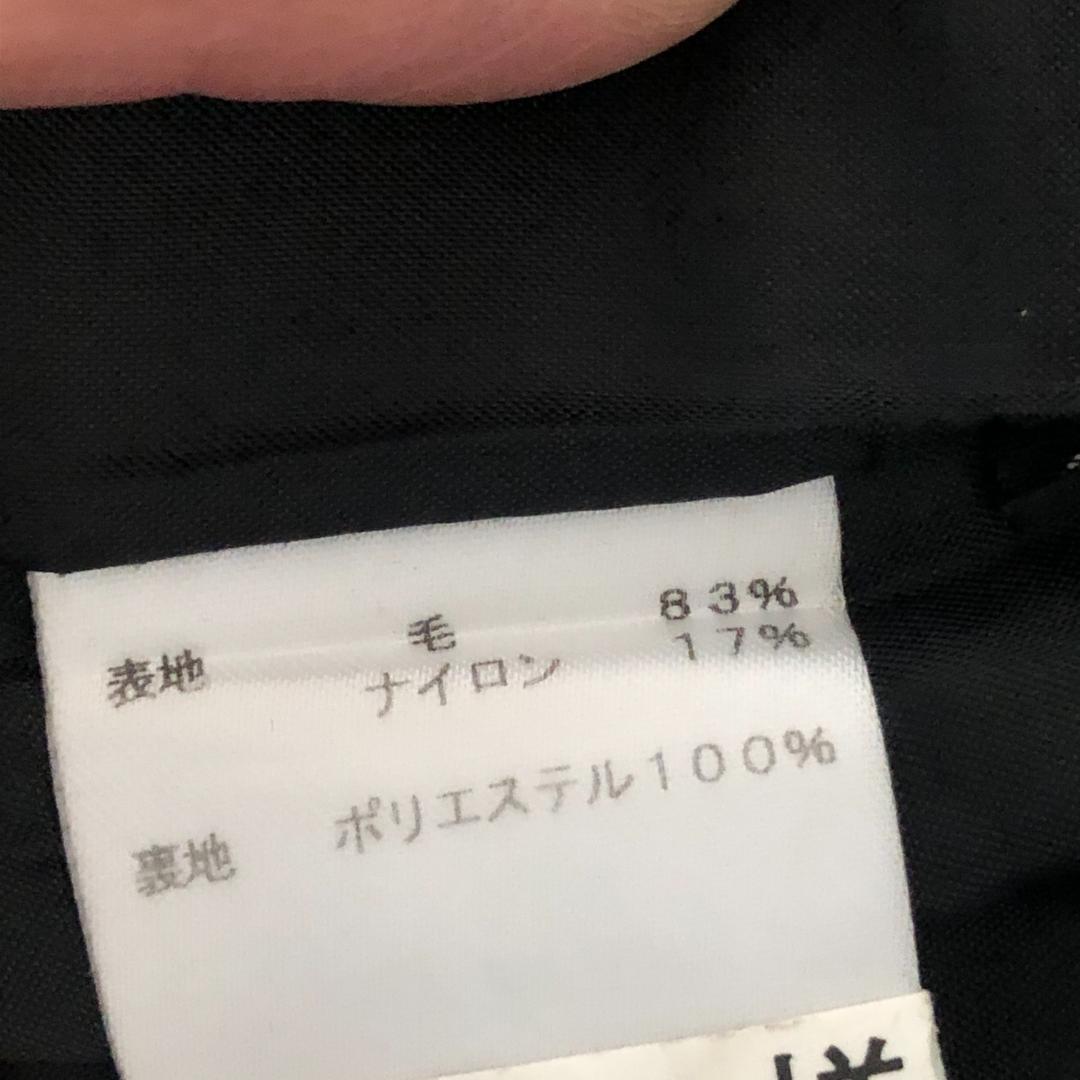 表地 毛 83%
ナイロン 17%
裏地 ポリエステル100%